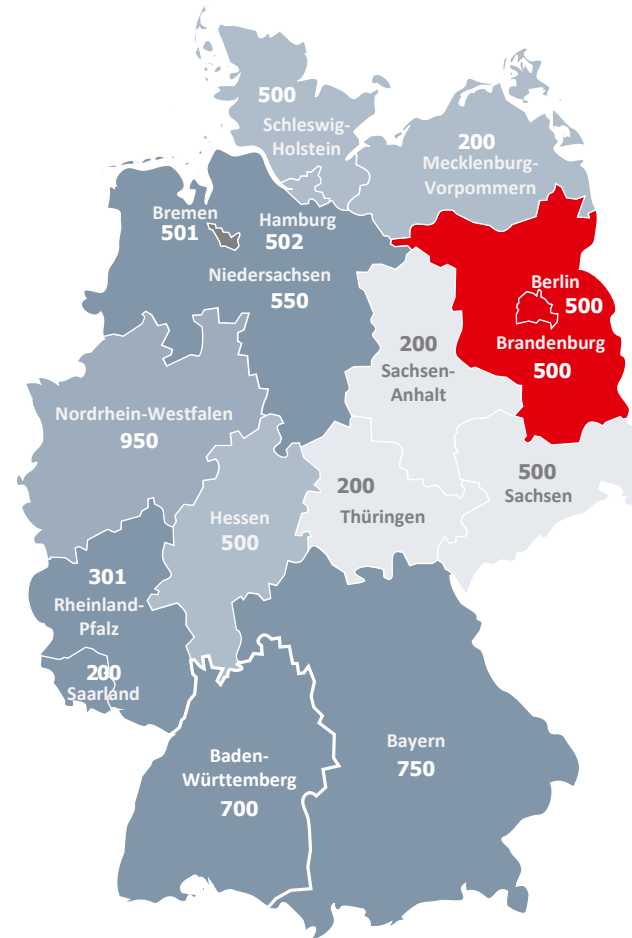 500
Schleswig-
Holstein
200
Mecklenburg-
Vorpommern
Bremen
501
Hamburg
502
Niedersachsen
550
Berlin
500
Brandenburg
500
200
Sachsen-
Anhalt
Nordrhein-Westfalen
950
500
Sachsen
200
Thüringen
Hessen
500
301
Rheinland-
Pfalz
200
Saarland
Bayern
750
Baden-
Württemberg
700